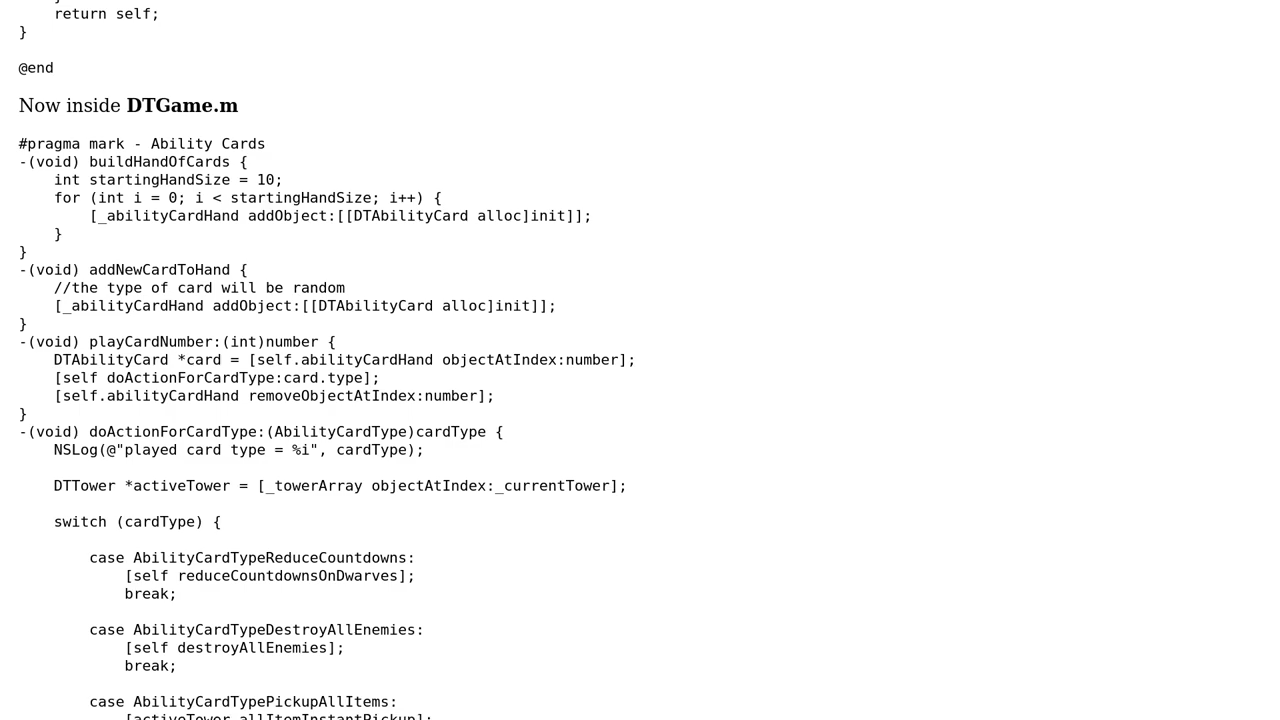 return self;
}
@end
Now inside DTGame.m
#pragma mark - Ability Cards
-(void) buildHandOfCards {
    int startingHandSize = 10;
    for (int i = 0; i < startingHandSize; i++) {
        [_abilityCardHand addObject:[[DTAbilityCard alloc]init]];
    }
}
-(void) addNewCardToHand {
    //the type of card will be random
    [_abilityCardHand addObject:[[DTAbilityCard alloc]init]];
}
-(void) playCardNumber:(int)number {
    DTAbilityCard *card = [self.abilityCardHand objectAtIndex:number];
    [self doActionForCardType:card.type];
    [self.abilityCardHand removeObjectAtIndex:number];
}
-(void) doActionForCardType:(AbilityCardType)cardType {
    NSLog(@"played card type = %i", cardType);
    DTTower *activeTower = [_towerArray objectAtIndex:_currentTower];
    switch (cardType) {
        case AbilityCardTypeReduceCountdowns:
            [self reduceCountdownsOnDwarves];
            break;
        case AbilityCardTypeDestroyAllEnemies:
            [self destroyAllEnemies];
            break;
        case AbilityCardTypePickupAllItems:
            [activeTower allItemInstantPickup];